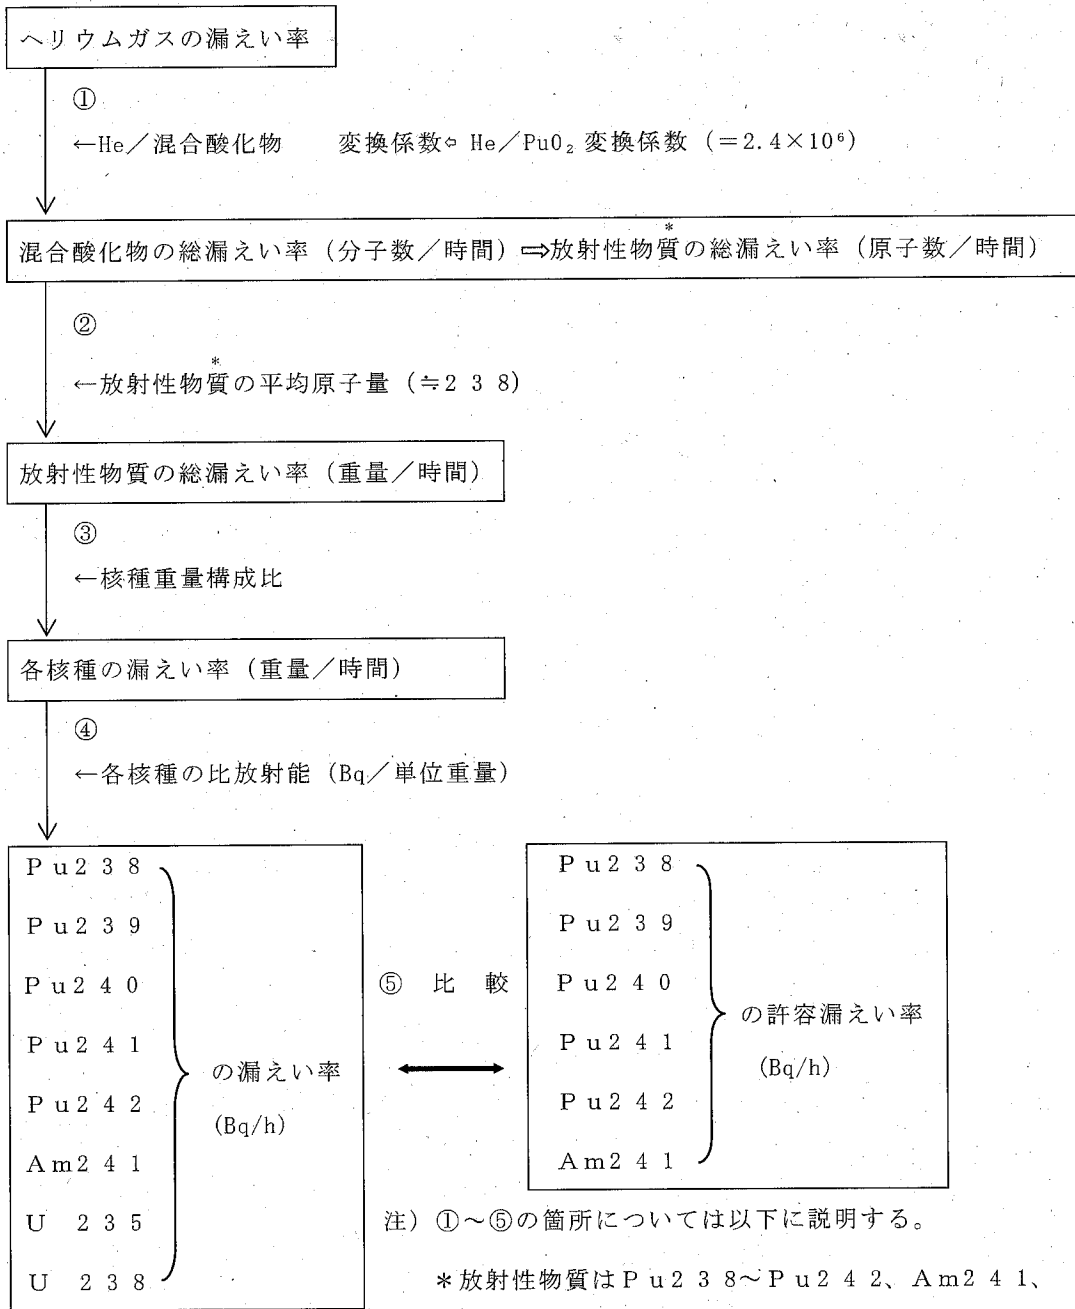 ヘリウムガスの漏えい率
①
←He／混合酸化物　変換係数⇦ He／PuO₂ 変換係数（＝2.4×10⁶）
混合酸化物の総漏えい率（分子数／時間）⇨放射性物質*の総漏えい率（原子数／時間）
②
←放射性物質*の平均原子量（≒２３８）
放射性物質の総漏えい率（重量／時間）
③
←核種重量構成比
各核種の漏えい率（重量／時間）
④
←各核種の比放射能（Bq／単位重量）
Ｐｕ２３８
Ｐｕ２３９
Ｐｕ２４０
Ｐｕ２４１
Ｐｕ２４２
Ａｍ２４１
Ｕ　２３５
Ｕ　２３８
の漏えい率
(Bq/h)
⑤　比　較
Ｐｕ２３８
Ｐｕ２３９
Ｐｕ２４０
Ｐｕ２４１
Ｐｕ２４２
Ａｍ２４１
の許容漏えい率
(Bq/h)
注）①～⑤の箇所については以下に説明する。
＊放射性物質はＰｕ２３８～Ｐｕ２４２、Ａｍ２４１、